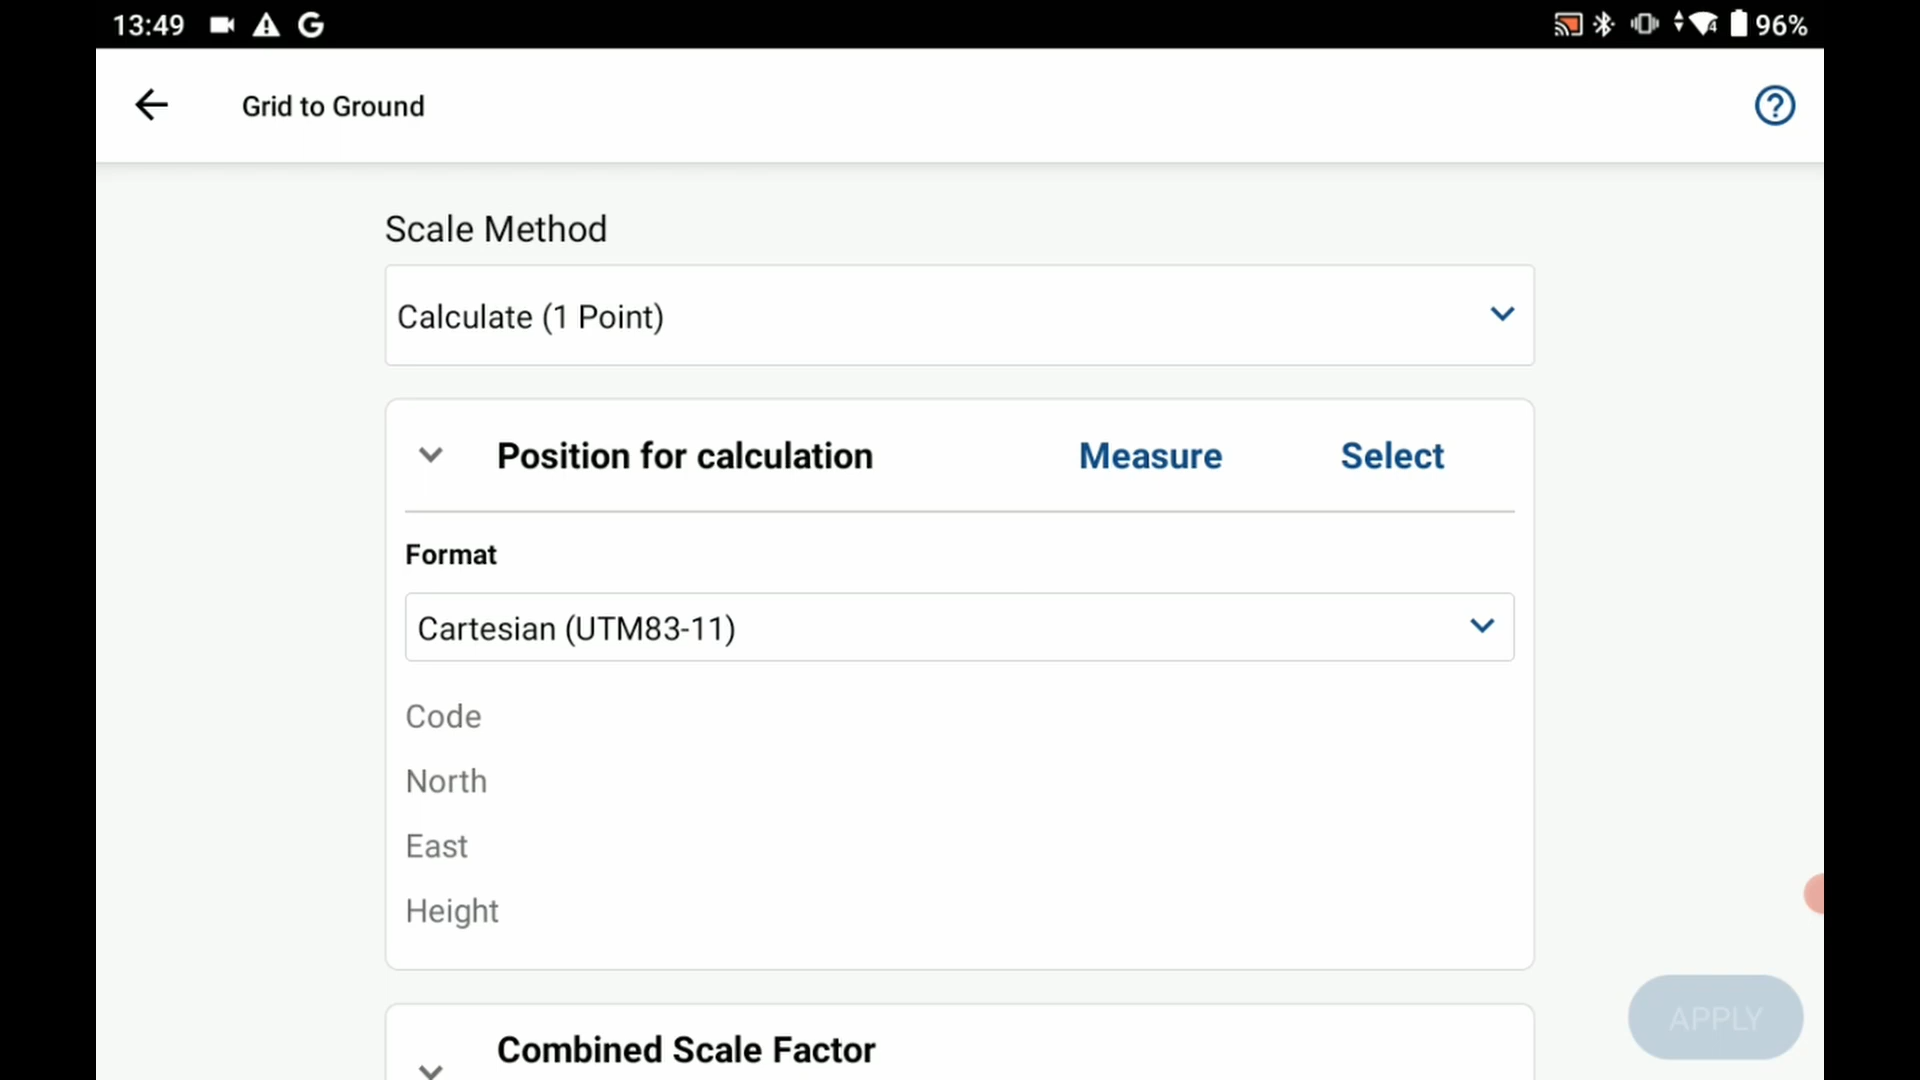 13:49
96%
Grid to Ground
Scale Method
Calculate (1 Point)
Position for calculation Measure Select
Format
Cartesian (UTM83-11)
Code
North
East
Height
APPLY
Combined Scale Factor